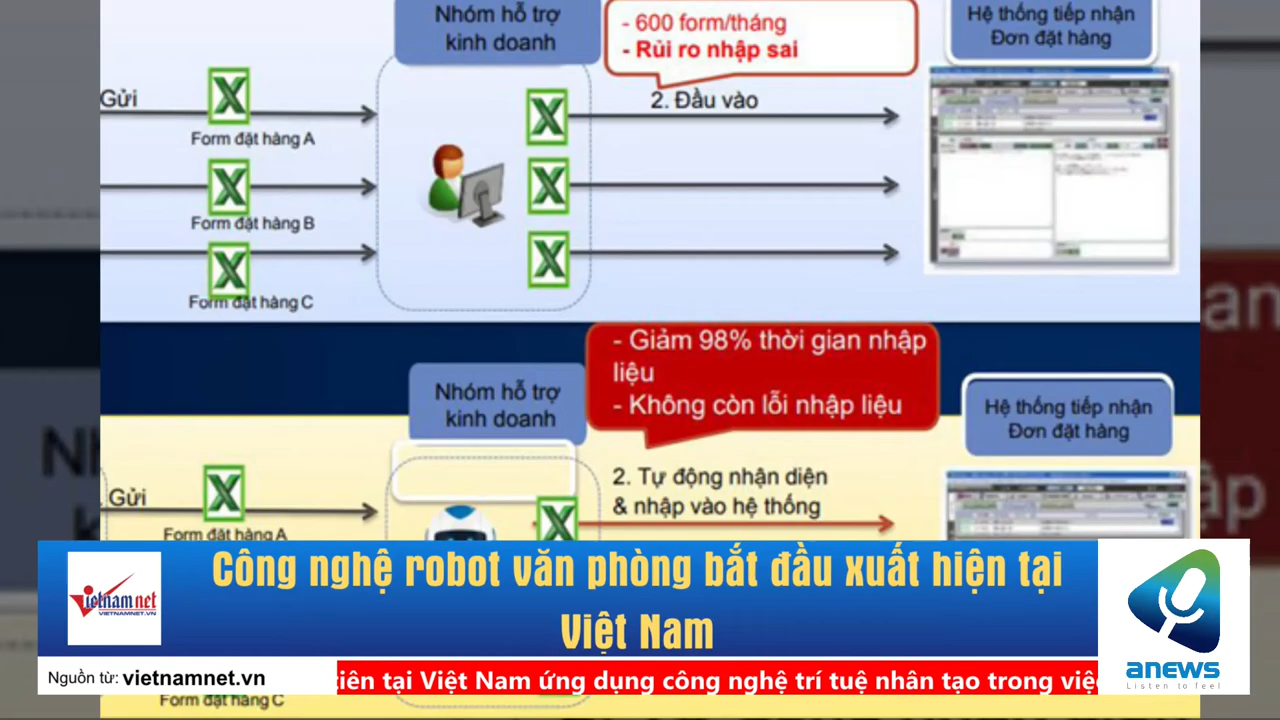 Nhóm hỗ trợ
kinh doanh
- 600 form/tháng
- Rủi ro nhập sai
Hệ thống tiếp nhận
Đơn đặt hàng
Gửi
2. Đầu vào
Form đặt hàng A
Form đặt hàng B
Form đặt hàng C
- Giảm 98% thời gian nhập
liệu
- Không còn lỗi nhập liệu
Nhóm hỗ trợ
kinh doanh
Hệ thống tiếp nhận
Đơn đặt hàng
Gửi
2. Tự động nhận diện
& nhập vào hệ thống
Form đặt hàng A
Công nghệ robot văn phòng bắt đầu xuất hiện tại
Việt Nam
Vietnamnet
VIETNAMNET.VN
anews
Listen to feel
Nguồn từ: vietnamnet.vn
tiên tại Việt Nam ứng dụng công nghệ trí tuệ nhân tạo trong việc
Form đặt hàng C